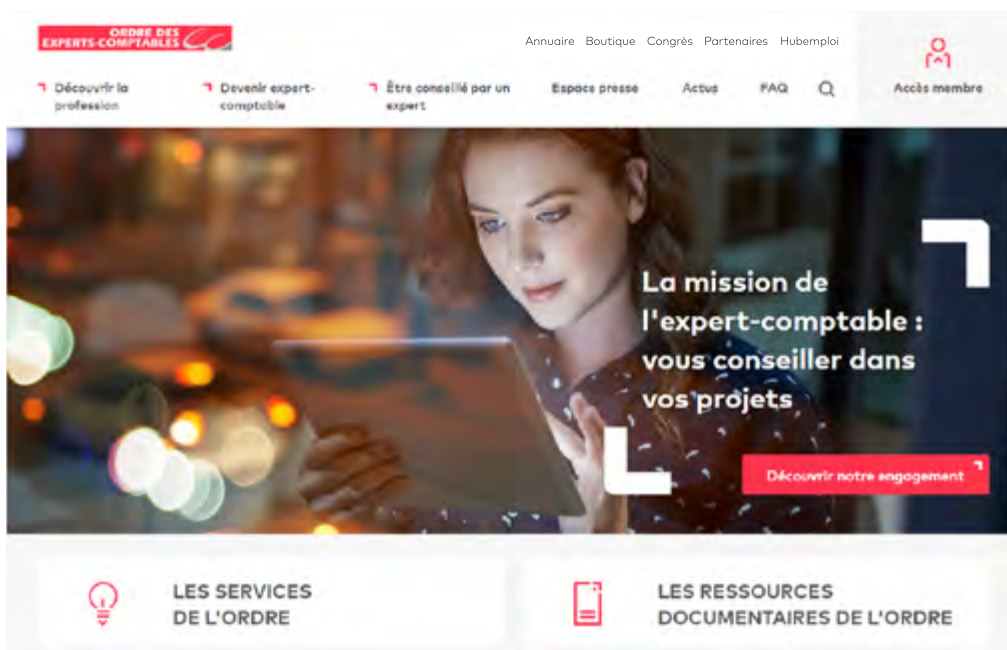 ORDRE DES
EXPERTS-COMPTABLES
Annuaire Boutique Congrès Partenaires Hubemploi
Découvrir la
profession
Devenir expert-
comptable
Être conseillé par un
expert
Espace presse
Actus
FAQ
Accès membre
La mission de
l'expert-comptable :
vous conseiller dans
vos projets
Découvrir notre engagement
LES SERVICES
DE L'ORDRE
LES RESSOURCES
DOCUMENTAIRES DE L'ORDRE